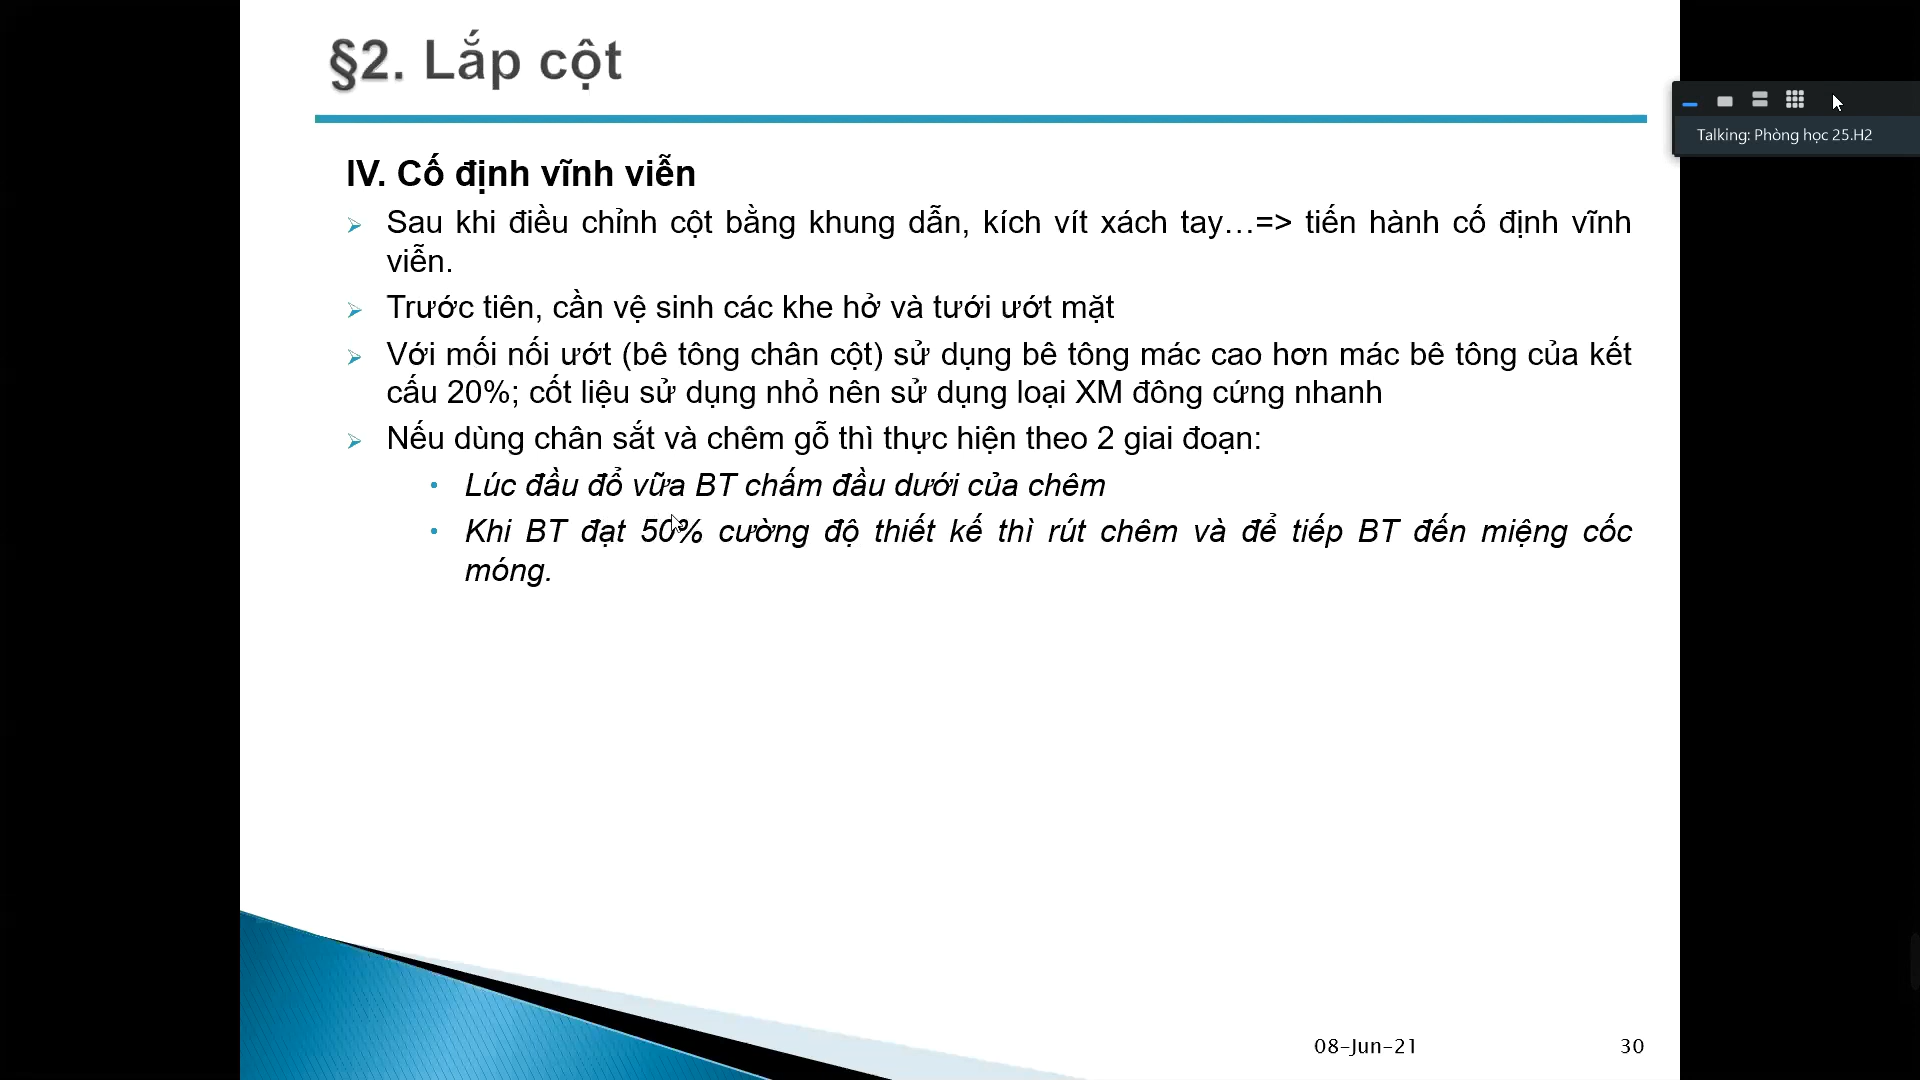 §2. Lắp cột
Talking: Phòng học 25.H2
IV. Cố định vĩnh viễn
Sau khi điều chỉnh cột bằng khung dẫn, kích vít xách tay…=> tiến hành cố định vĩnh
viễn.
Trước tiên, cần vệ sinh các khe hở và tưới ướt mặt
Với mối nối ướt (bê tông chân cột) sử dụng bê tông mác cao hơn mác bê tông của kết
cấu 20%; cốt liệu sử dụng nhỏ nên sử dụng loại XM đông cứng nhanh
Nếu dùng chân sắt và chêm gỗ thì thực hiện theo 2 giai đoạn:
Lúc đầu đổ vữa BT chấm đầu dưới của chêm
Khi BT đạt 50% cường độ thiết kế thì rút chêm và để tiếp BT đến miệng cốc
móng.
08-Jun-21
30